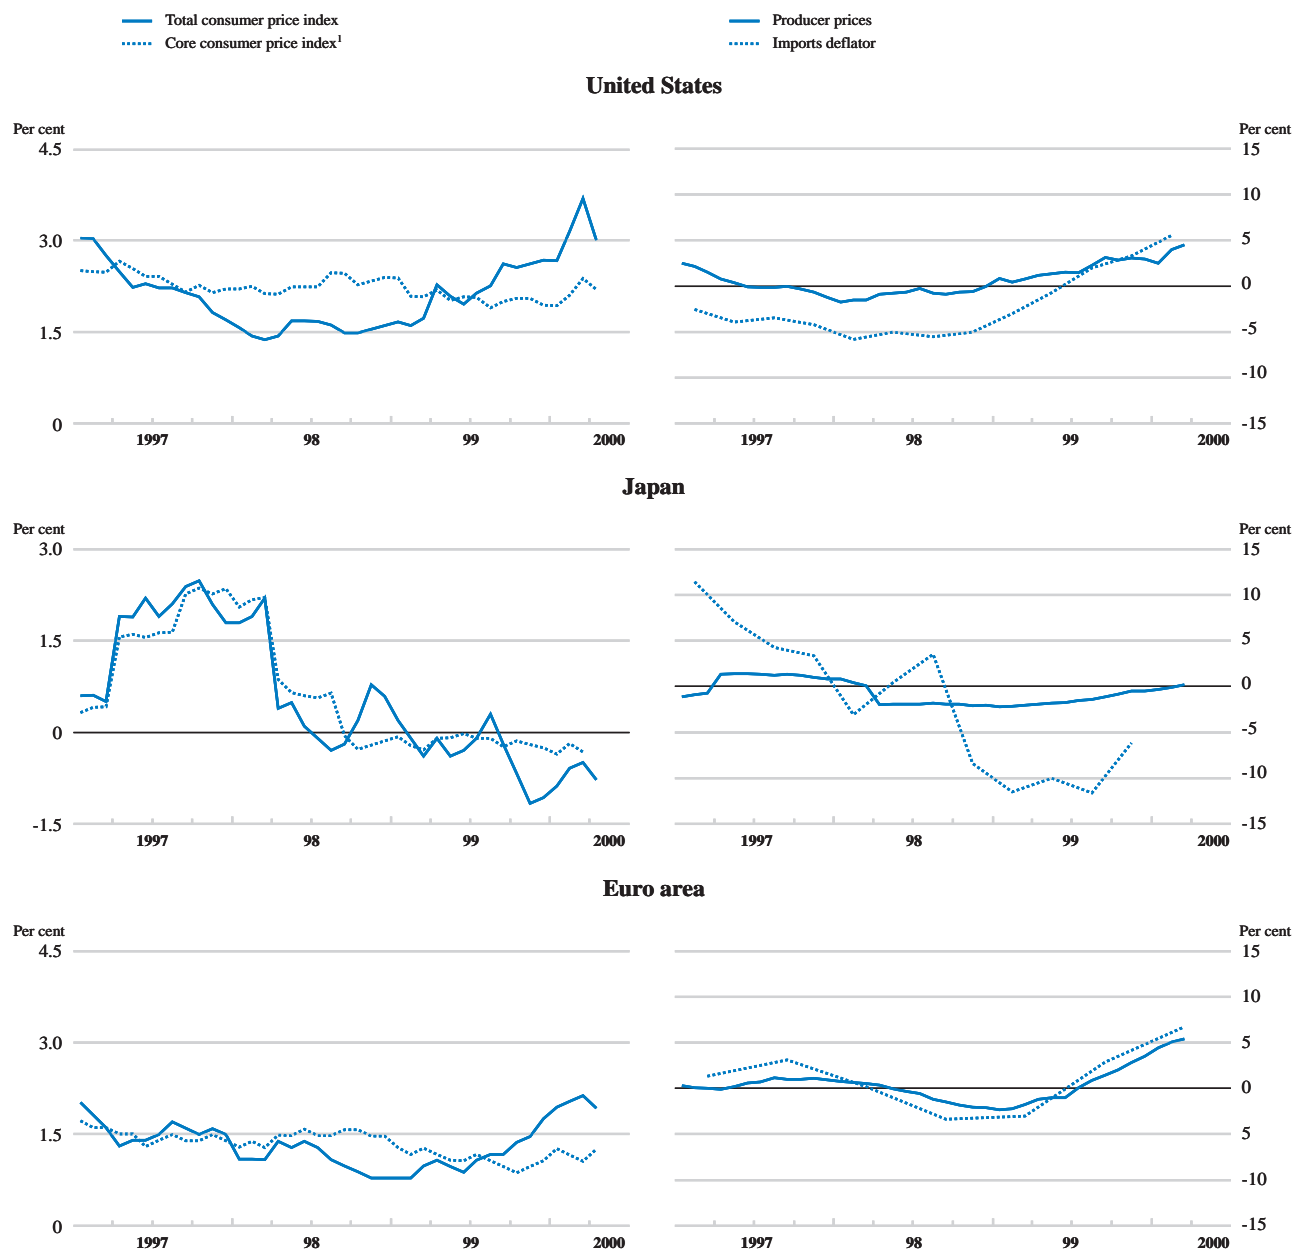 Total consumer price index
Core consumer price index1
Producer prices
Imports deflator
United States
Per cent
4.5
3.0
1.5
0
1997 98 99 2000
Per cent
15
10
5
0
-5
-10
-15
1997 98 99 2000
Japan
Per cent
3.0
1.5
0
-1.5
1997 98 99 2000
Per cent
15
10
5
0
-5
-10
-15
1997 98 99 2000
Euro area
Per cent
4.5
3.0
1.5
0
1997 98 99 2000
Per cent
15
10
5
0
5
-10
-15
1997 98 99 2000